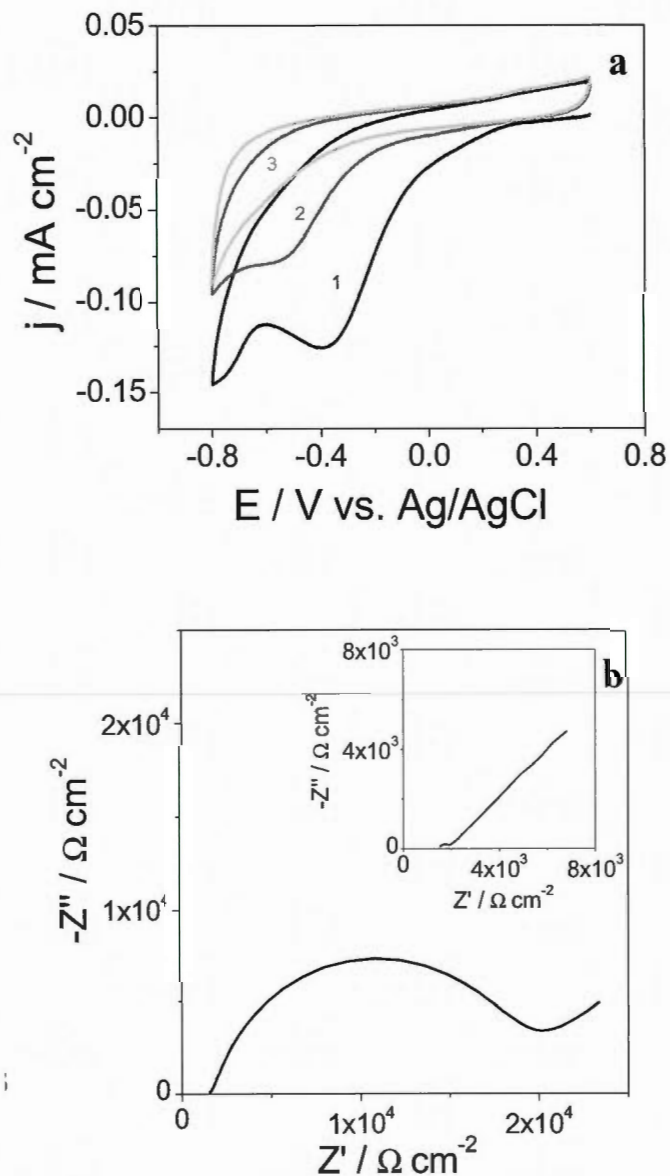 a
0.05
0.00
-0.05
-0.10
-0.15
j / mA cm⁻²
3
2
1
-0.8 -0.4 0.0 0.4 0.8
E / V vs. Ag/AgCl
b
2x10⁴
1x10⁴
0
-Z" / Ω cm⁻²
8x10³
4x10³
0
-Z" / Ω cm⁻²
0 4x10³ 8x10³
Z' / Ω cm⁻²
0 1x10⁴ 2x10⁴
Z' / Ω cm⁻²